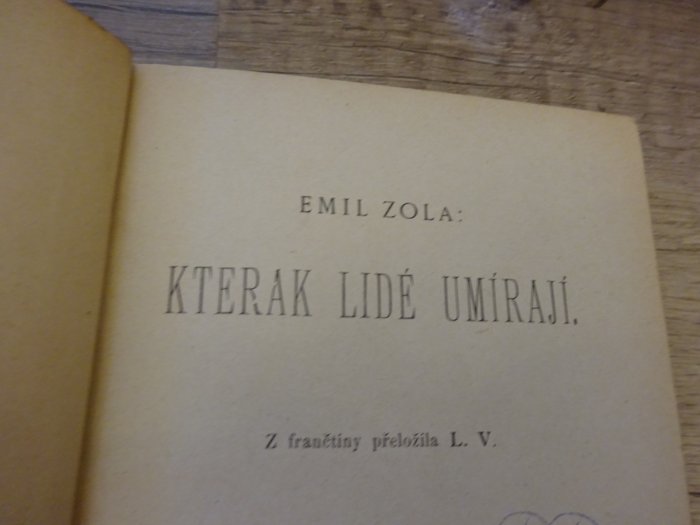 EMIL ZOLA:
KTERAK LIDÉ UMÍRAJÍ.
Z frančtiny přeložila L. V.